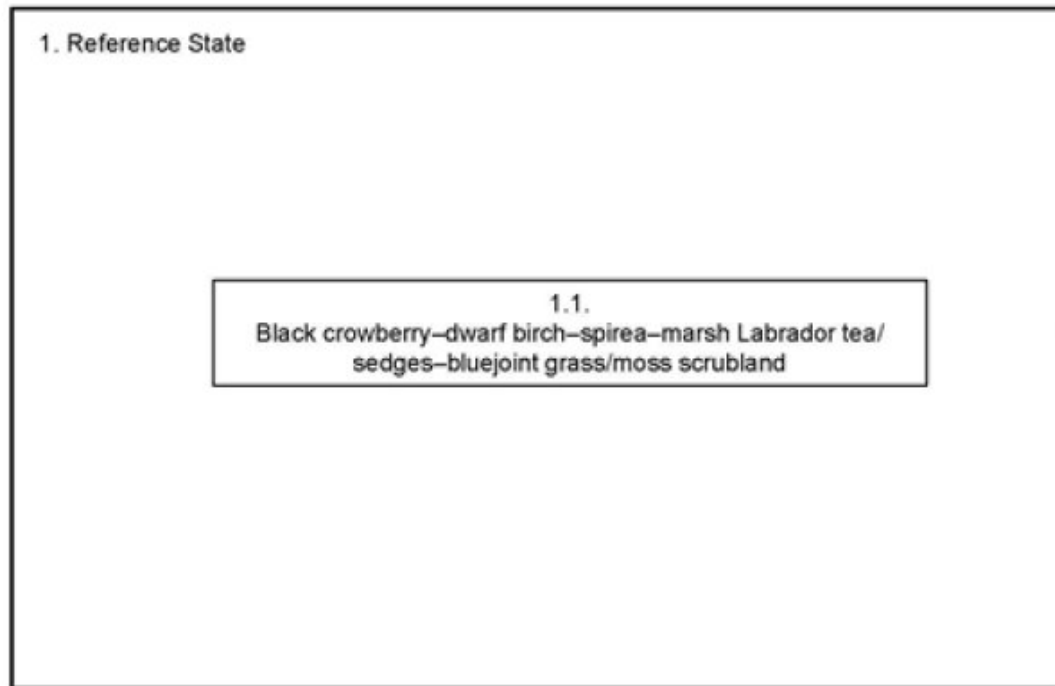 1. Reference State
1.1.
Black crowberry–dwarf birch–spirea–marsh Labrador tea/
sedges–bluejoint grass/moss scrubland